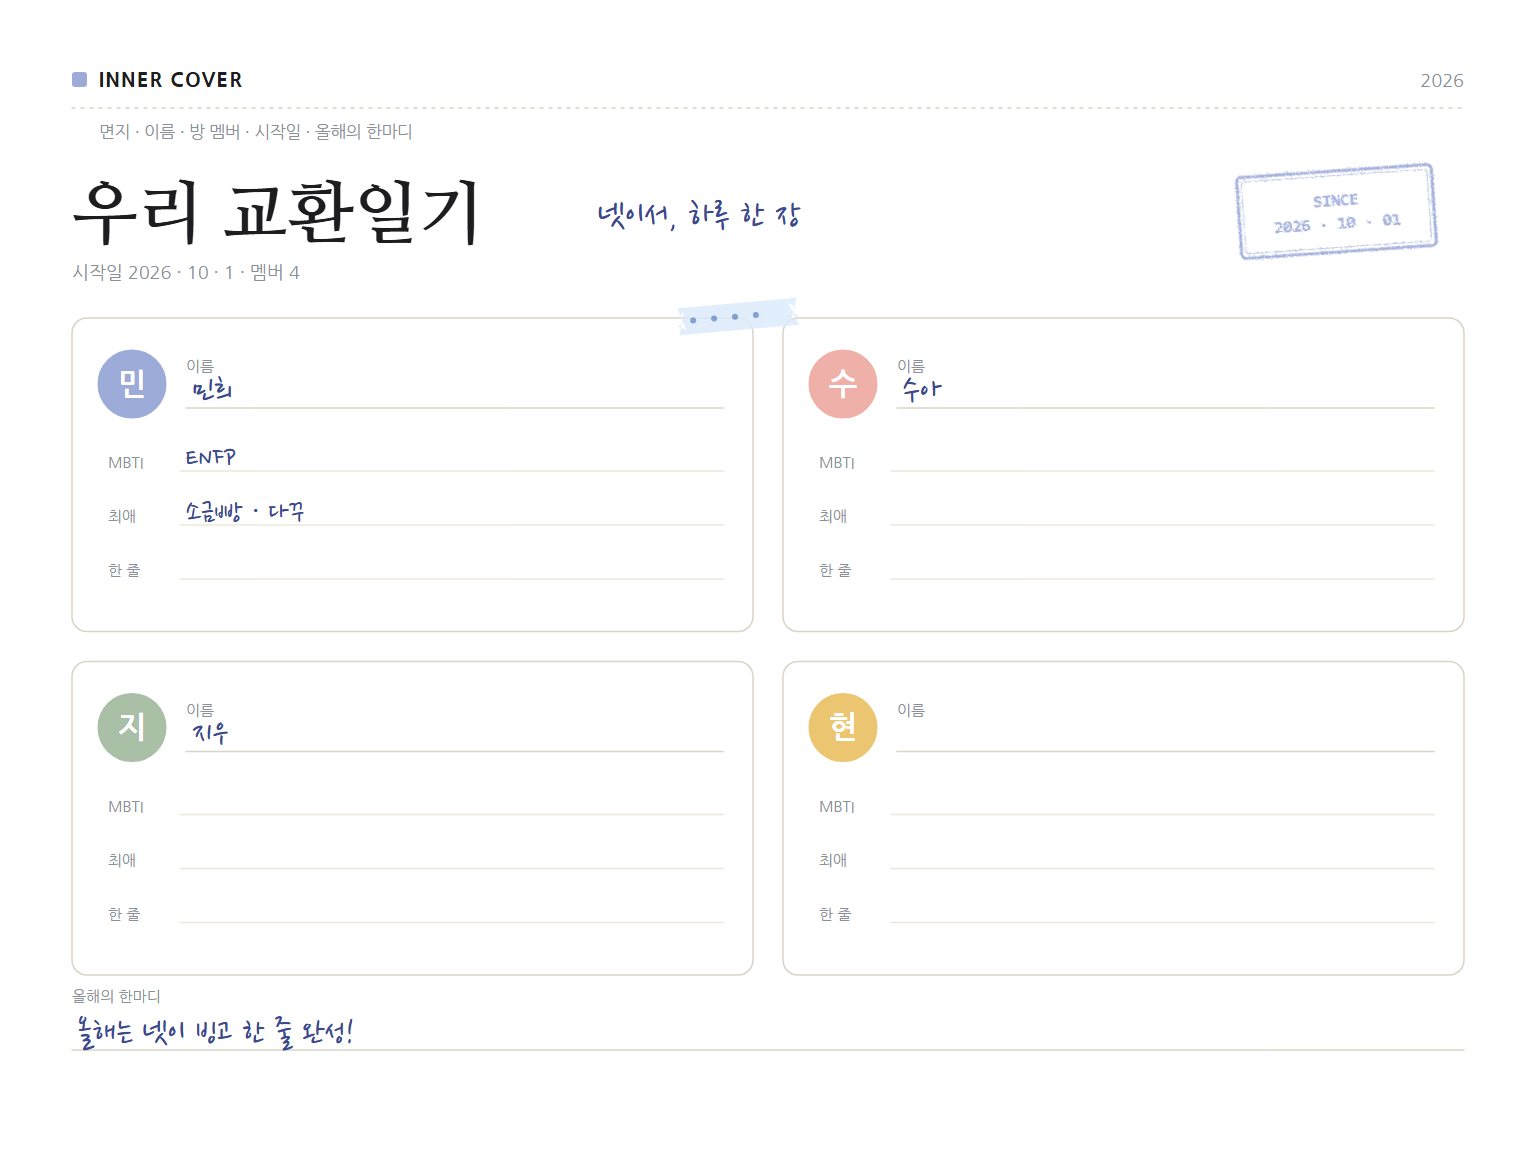 INNER COVER
2026
면지 · 이름 · 방 멤버 · 시작일 · 올해의 한마디
우리 교환일기
넷이서, 하루 한 장
SINCE
2026 · 10 · 01
시작일 2026 · 10 · 1 · 멤버 4
민
이름
민희
MBTI
ENFP
최애
소금빵 · 다꾸
한 줄
수
이름
수아
MBTI
최애
한 줄
지
이름
지우
MBTI
최애
한 줄
현
이름
MBTI
최애
한 줄
올해의 한마디
올해는 넷이 빙고 한 줄 완성!